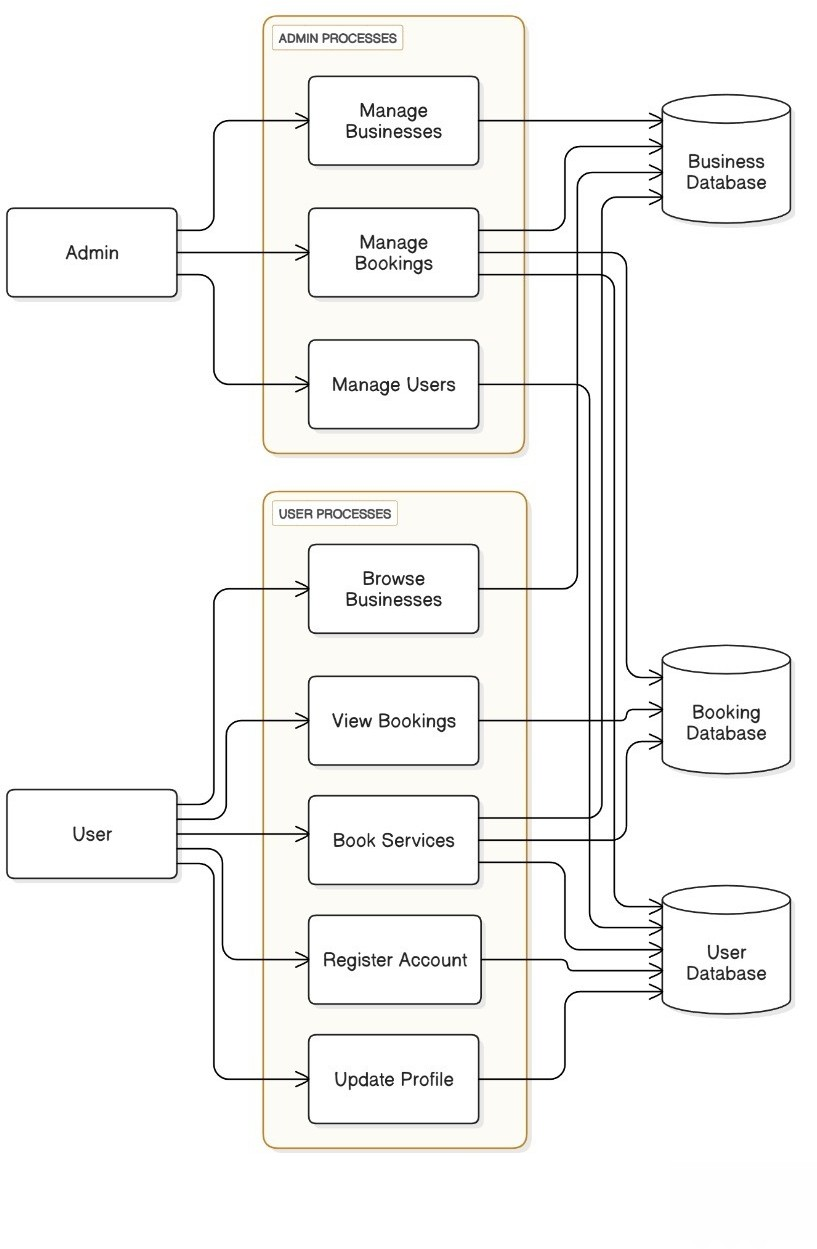 ADMIN PROCESSES
Manage
Businesses
Business
Database
Admin
Manage
Bookings
Manage Users
USER PROCESSES
Browse
Businesses
View Bookings
Booking
Database
User
Book Services
Register Account
User
Database
Update Profile